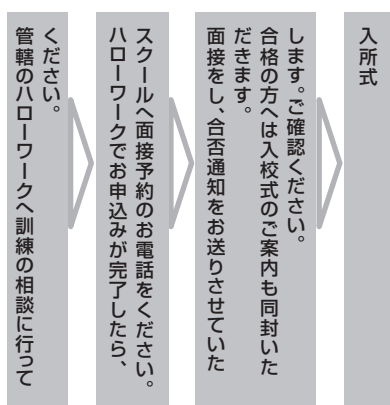 管轄のハローワークへ訓練の相談に行って
ください。
ハローワークでお申込みが完了したら、
スクールへ面接予約のお電話をください。
面接をし、合否通知をお送りさせていた
だきます。
合格の方へは入校式のご案内も同封いた
します。ご確認ください。
入所式